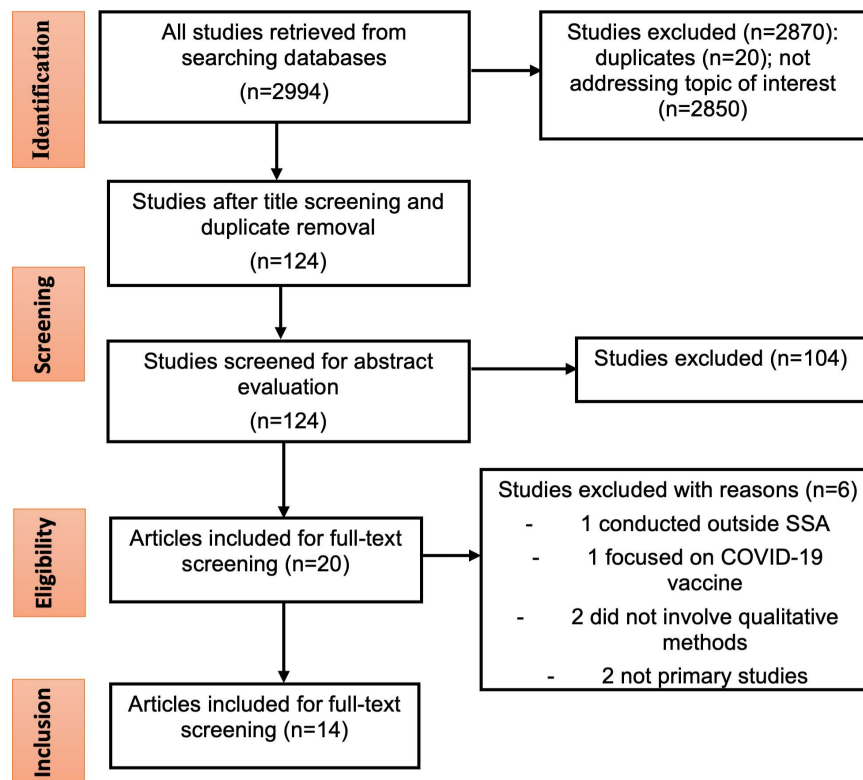 Identification
All studies retrieved from
searching databases
(n=2994)
Studies excluded (n=2870):
duplicates (n=20); not
addressing topic of interest
(n=2850)
Studies after title screening and
duplicate removal
(n=124)
Screening
Studies screened for abstract
evaluation
(n=124)
Studies excluded (n=104)
Eligibility
Articles included for full-text
screening (n=20)
Studies excluded with reasons (n=6)
- 1 conducted outside SSA
- 1 focused on COVID-19
vaccine
- 2 did not involve qualitative
methods
- 2 not primary studies
Inclusion
Articles included for full-text
screening (n=14)